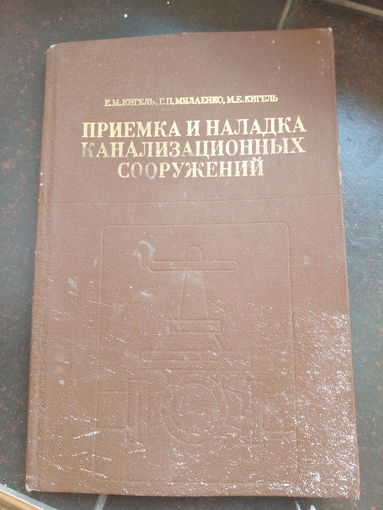 Е.М.КИГЕЛЬ, Г.П.МИЛАЕНКО, М.Е.КИГЕЛЬ
ПРИЕМКА И НАЛАДКА
КАНАЛИЗАЦИОННЫХ
СООРУЖЕНИЙ